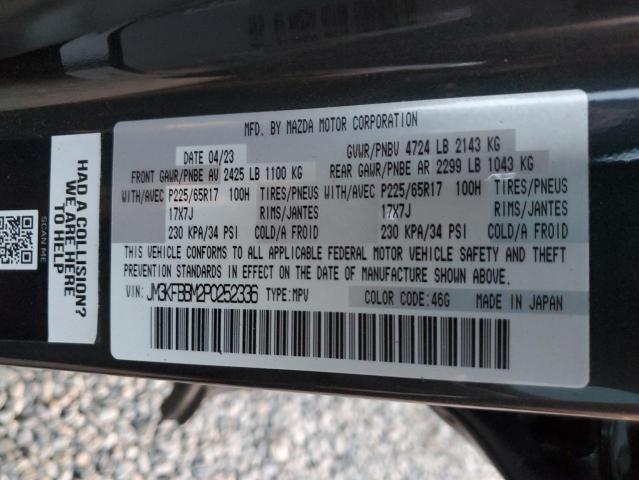 MFD. BY MAZDA MOTOR CORPORATION
DATE 04/23
GVWR/PNBV 4724 LB 2143 KG
FRONT GAWR/PNBE AV 2425 LB 1100 KG
REAR GAWR/PNBE AR 2299 LB 1043 KG
WITH/AVEC P225/65R17 100H TIRES/PNEUS P225/65R17 100H TIRES/PNEUS
17X7J RIMS/JANTES 17X7J RIMS/JANTES
230 KPA/34 PSI COLD/A FROID 230 KPA/34 PSI COLD/A FROID
THIS VEHICLE CONFORMS TO ALL APPLICABLE FEDERAL MOTOR VEHICLE SAFETY AND THEFT
PREVENTION STANDARDS IN EFFECT ON THE DATE OF MANUFACTURE SHOWN ABOVE.
VIN: JM3KFBBM2P0252336 TYPE:MPV COLOR CODE:46G MADE IN JAPAN
HAD A COLLISION?
WE ARE HERE
TO HELP
SCAN ME